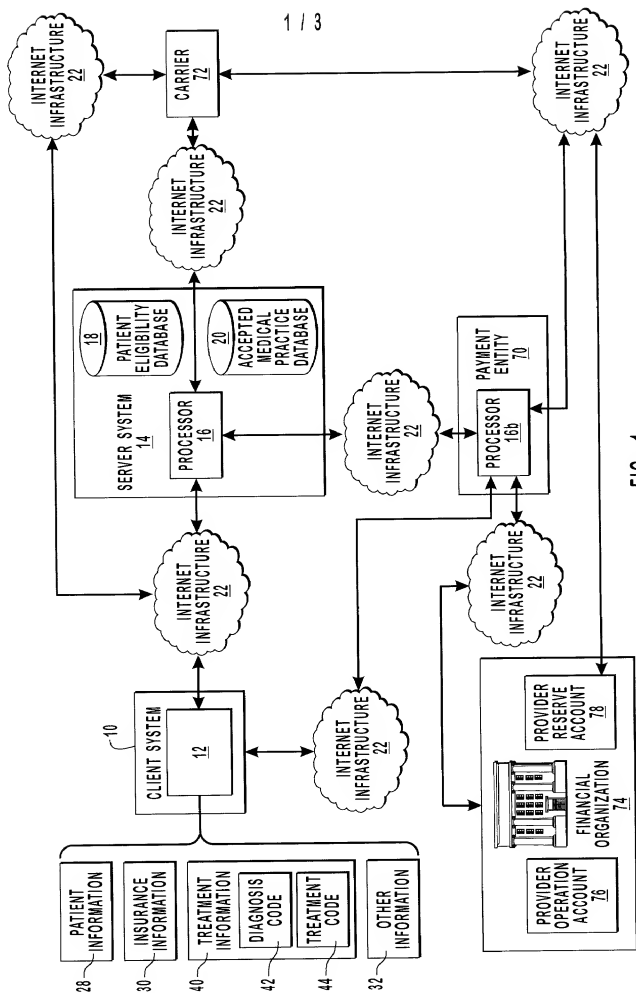 1 / 3
PATIENT
INFORMATION
28
INSURANCE
INFORMATION
30
TREATMENT
INFORMATION
40
DIAGNOSIS
CODE
42
TREATMENT
CODE
44
OTHER
INFORMATION
32
CLIENT SYSTEM
10
12
INTERNET
INFRASTRUCTURE
22
INTERNET
INFRASTRUCTURE
22
SERVER SYSTEM
14
PROCESSOR
16
18
PATIENT
ELIGIBILITY
DATABASE
20
ACCEPTED
MEDICAL
PRACTICE
DATABASE
INTERNET
INFRASTRUCTURE
22
INTERNET
INFRASTRUCTURE
22
CARRIER
72
INTERNET
INFRASTRUCTURE
22
INTERNET
INFRASTRUCTURE
22
PAYMENT
ENTITY
70
PROCESSOR
16b
INTERNET
INFRASTRUCTURE
22
PROVIDER
OPERATION
ACCOUNT
76
FINANCIAL
ORGANIZATION
74
PROVIDER
RESERVE
ACCOUNT
78
FIG. 1